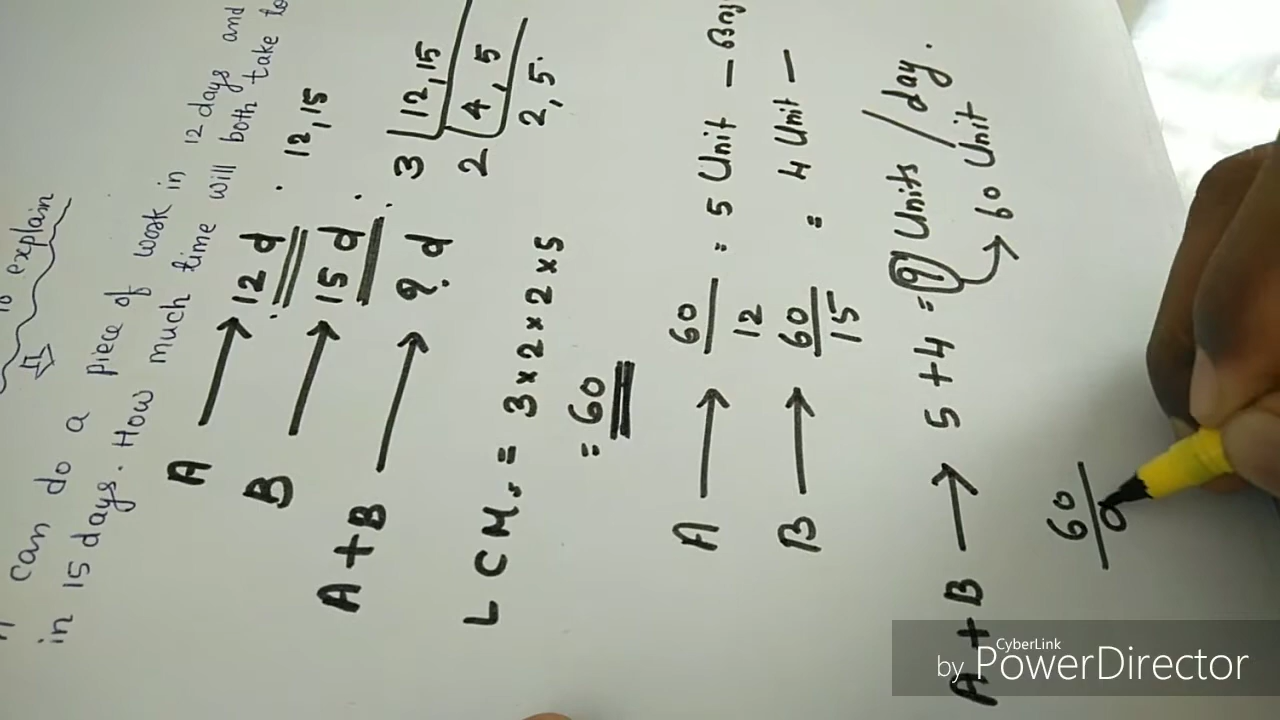 to explain
can do a piece of work in 12 days and
in 15 days. How much time will both take to
A → 12 d . 12, 15
B → 15 d .
A + B → ? d
3 12, 15
2 4, 5
2, 5.
L C M. = 3 × 2 × 2 × 5
= 60
A → 60/12 = 5 Unit -
B → 60/15 = 4 Unit -
A + B → 5 + 4 = 9 Units / day.
→ 60 Unit
60
CyberLink
by PowerDirector